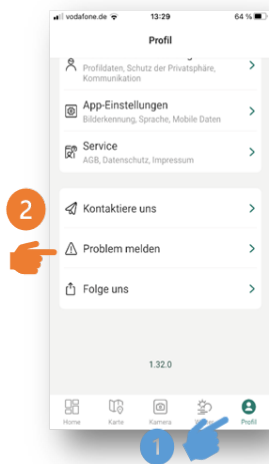 vodafone.de
13:29
64 %
Profil
Profildaten, Schutz der Privatsphäre,
Kommunikation
App-Einstellungen
Bilderkennung, Sprache, Mobile Daten
Service
AGB, Datenschutz, Impressum
2
Kontaktiere uns
Problem melden
Folge uns
1.32.0
Home
Karte
Kamera
Profil
1